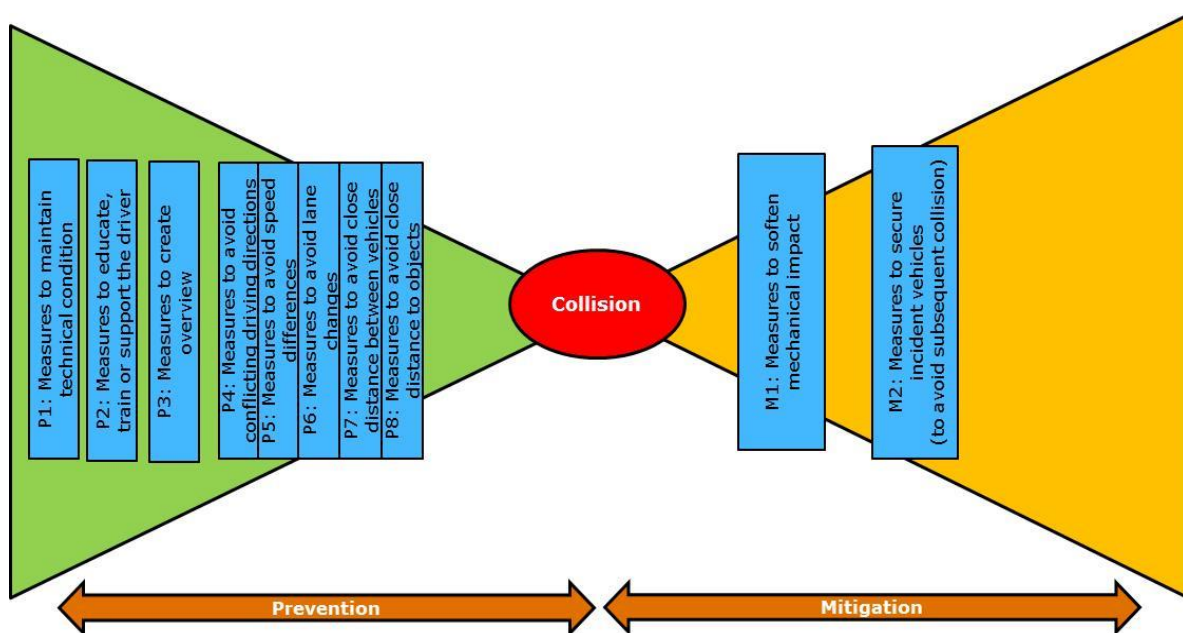 P1: Measures to maintain
technical condition
P2: Measures to educate,
train or support the driver
P3: Measures to create
overview
P4: Measures to avoid
conflicting driving directions
P5: Measures to avoid speed
differences
P6: Measures to avoid lane
changes
P7: Measures to avoid close
distance between vehicles
P8: Measures to avoid close
distance to objects
Collision
M1: Measures to soften
mechanical impact
M2: Measures to secure
incident vehicles
(to avoid subsequent collision)
Prevention
Mitigation